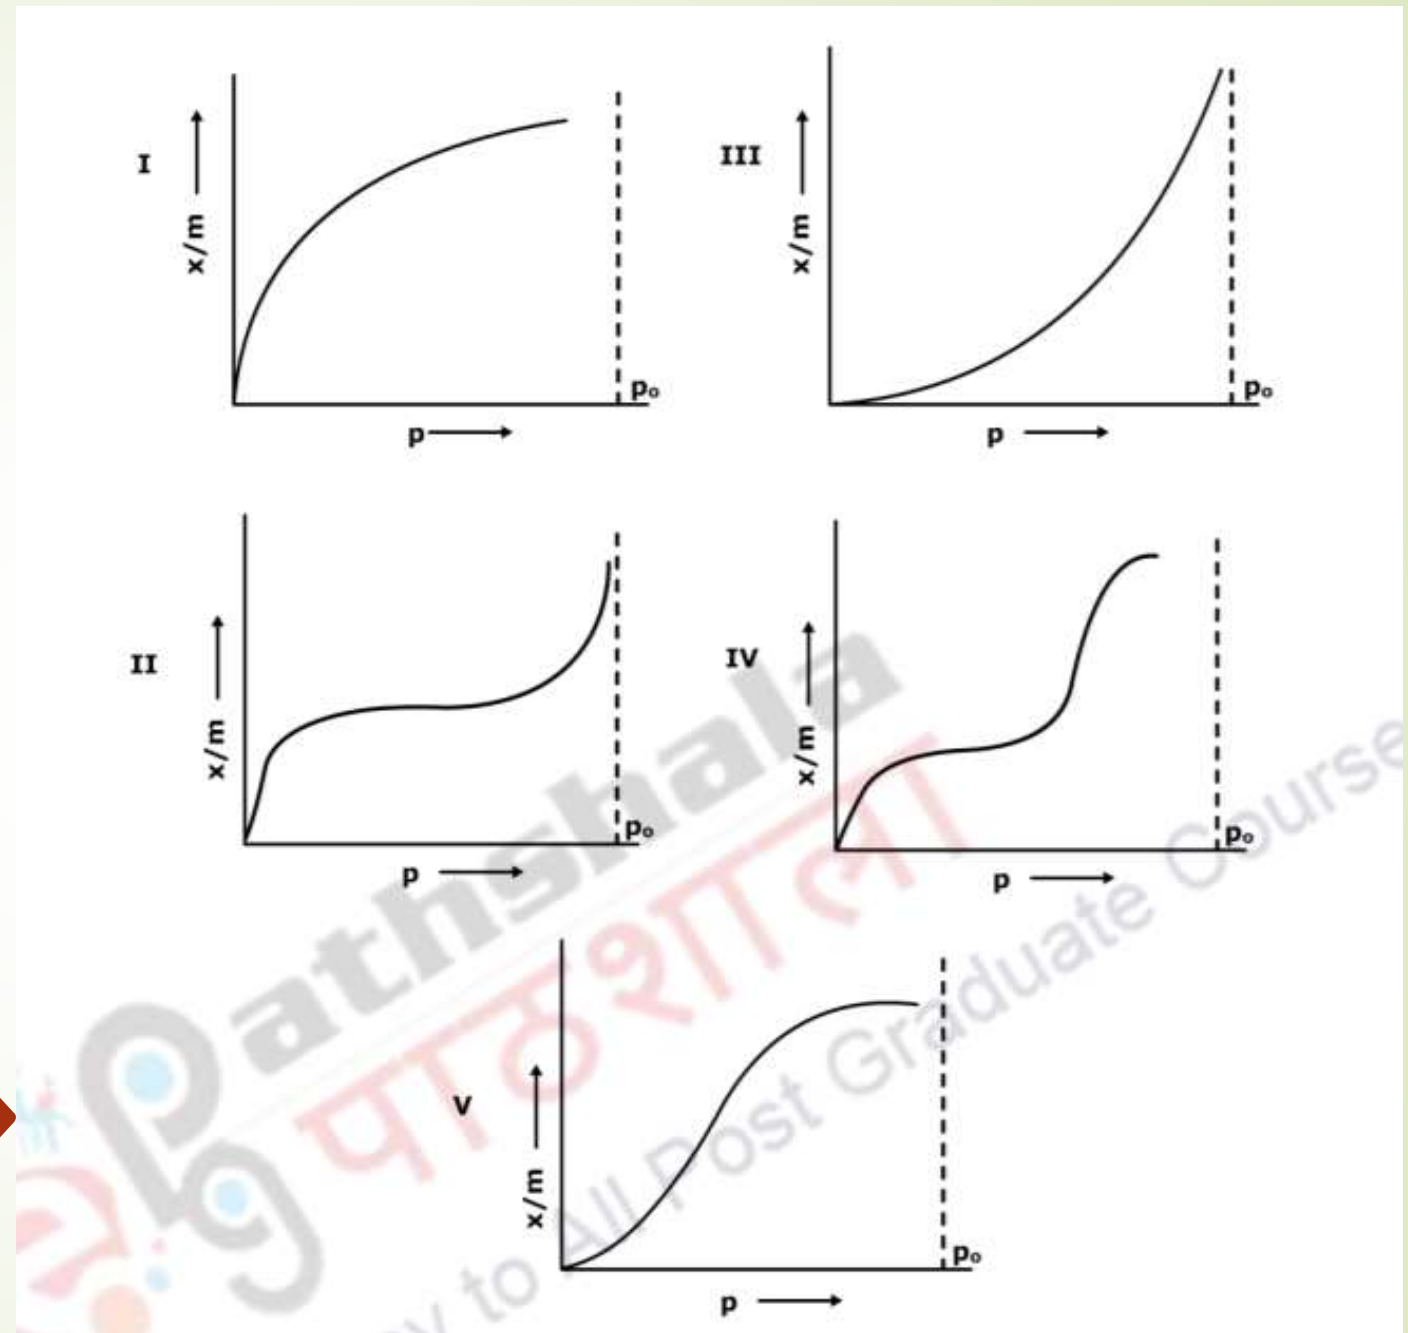 I
x/m
p
p₀
III
x/m
p
p₀
II
x/m
p
p₀
IV
x/m
p
p₀
V
x/m
p
p₀
Pathshala
पाठशाला
y to All Post Graduate Course